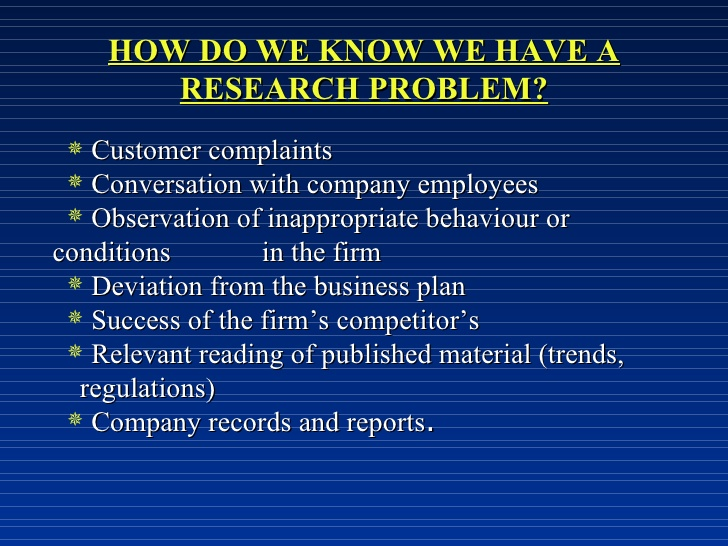 HOW DO WE KNOW WE HAVE A
RESEARCH PROBLEM?
Customer complaints
Conversation with company employees
Observation of inappropriate behaviour or
conditions in the firm
Deviation from the business plan
Success of the firm’s competitor’s
Relevant reading of published material (trends,
regulations)
Company records and reports.